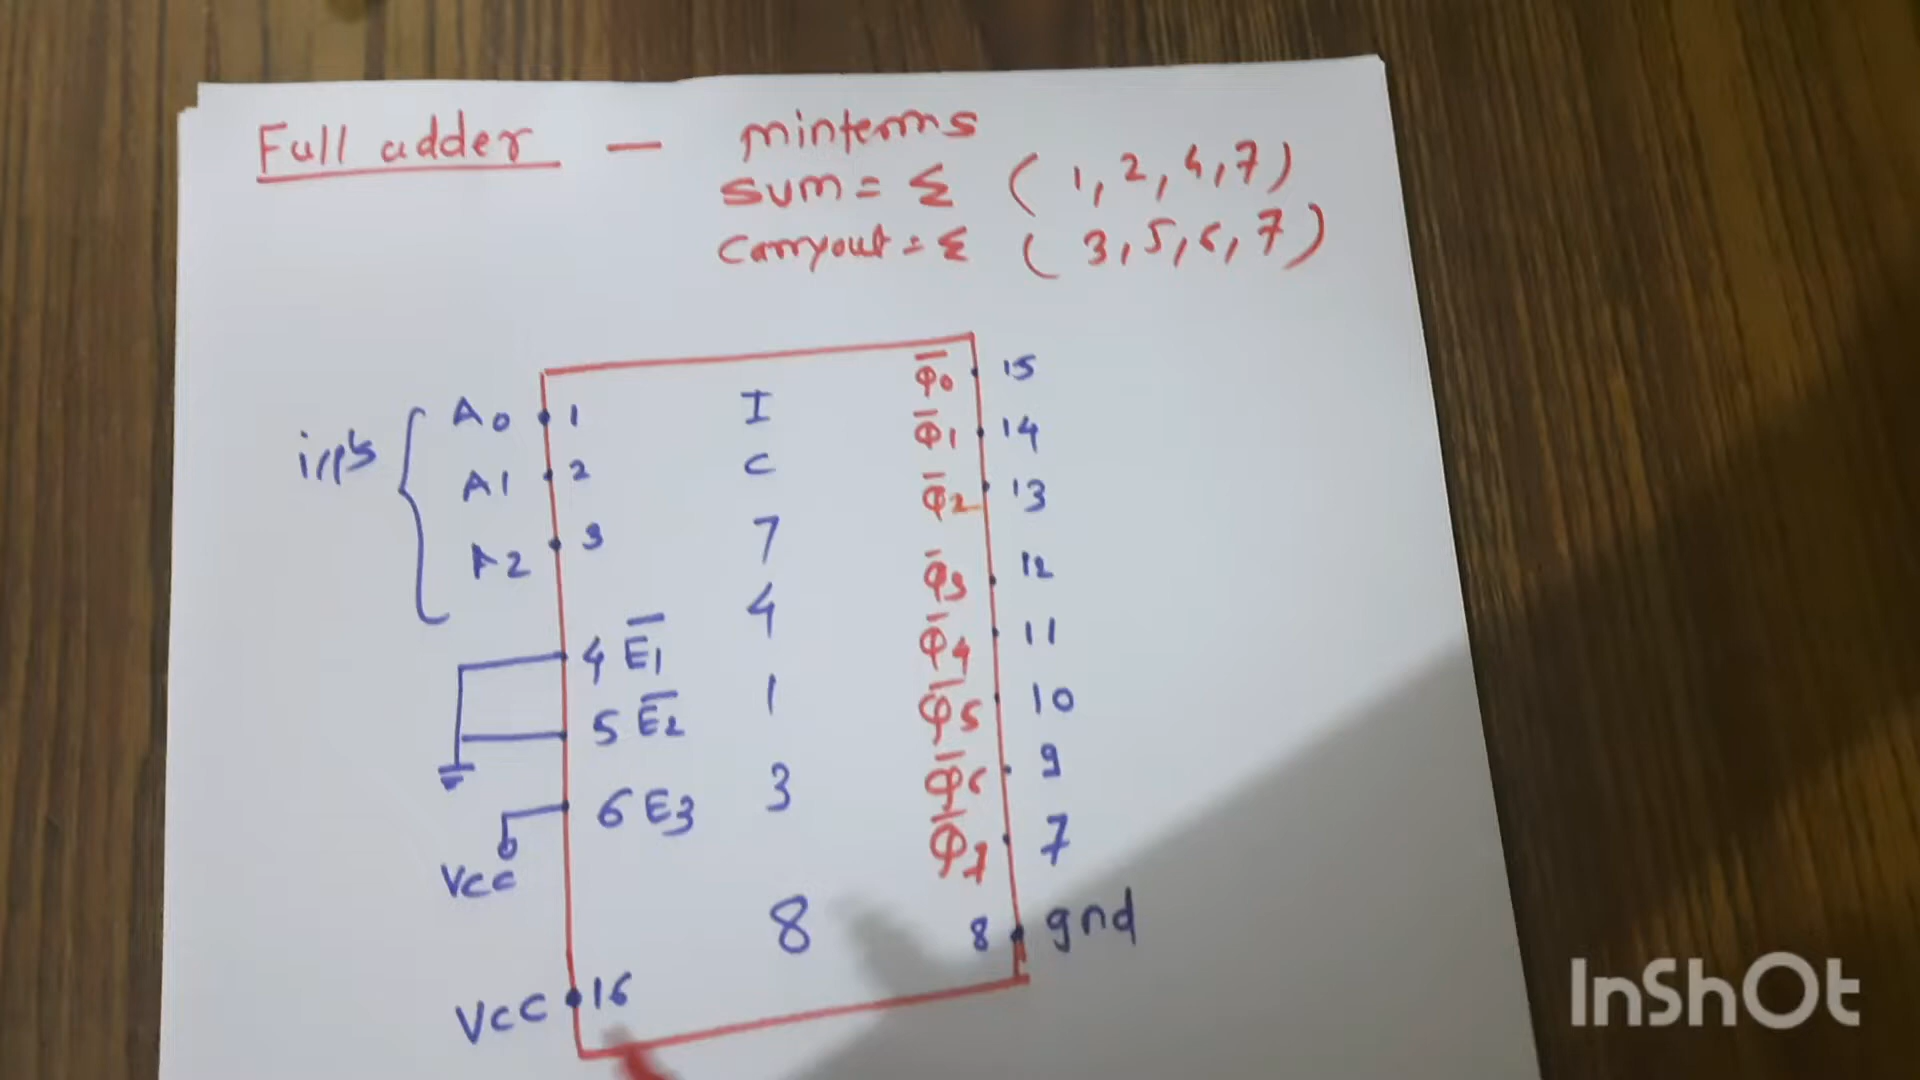 Full adder — minterms
sum = Σ ( 1, 2, 4, 7 )
carryout = Σ ( 3, 5, 6, 7 )
i/ps
A0 1
A1 2
A2 3
4 E̅1
5 E̅2
6 E3
Vcc
Vcc 16
I
C
7
4
1
3
8
Φ̅0 15
Φ̅1 14
Φ̅2 13
Φ̅3 12
Φ̅4 11
Φ̅5 10
Φ̅6 9
Φ̅7 7
8 gnd
InShOt